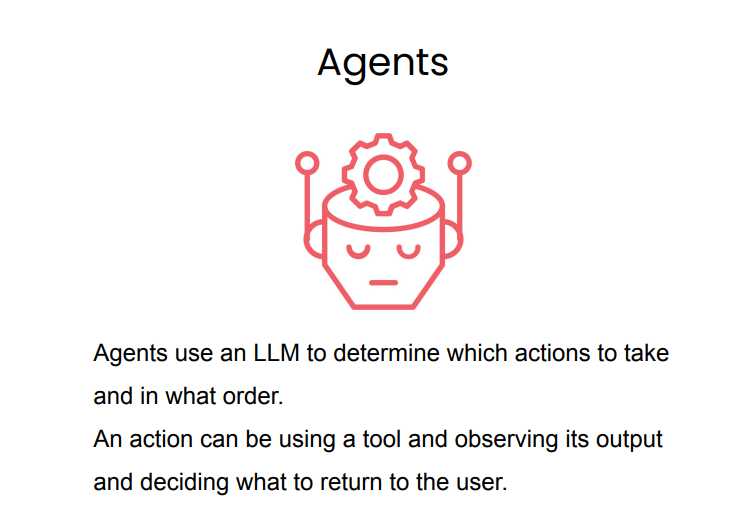 Agents
Agents use an LLM to determine which actions to take
and in what order.
An action can be using a tool and observing its output
and deciding what to return to the user.